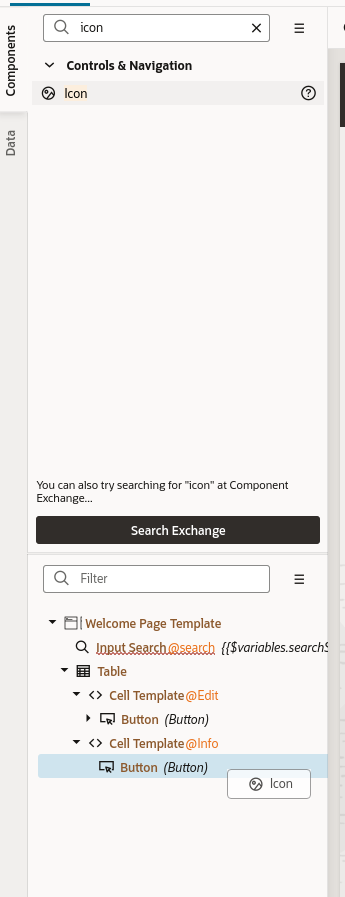 Components
Data
icon
Controls & Navigation
Icon
You can also try searching for "icon" at Component
Exchange...
Search Exchange
Filter
Welcome Page Template
Input Search @search {{$variables.searchS
Table
Cell Template @Edit
Button (Button)
Cell Template @Info
Button (Button)
Icon